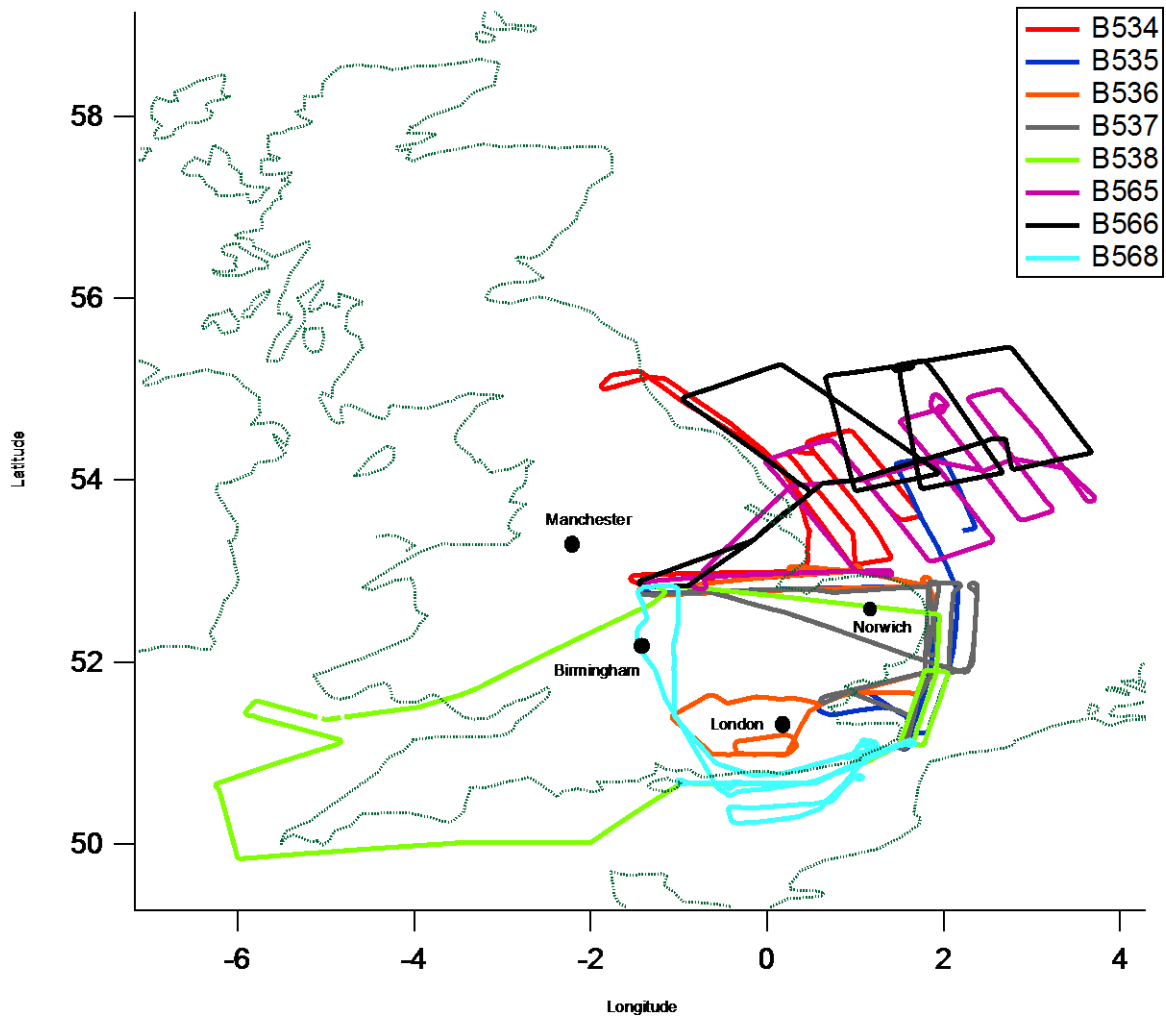 B534
B535
B536
B537
B538
B565
B566
B568
58
56
54
52
50
Latitude
Manchester
Norwich
Birmingham
London
-6
-4
-2
0
2
4
Longitude